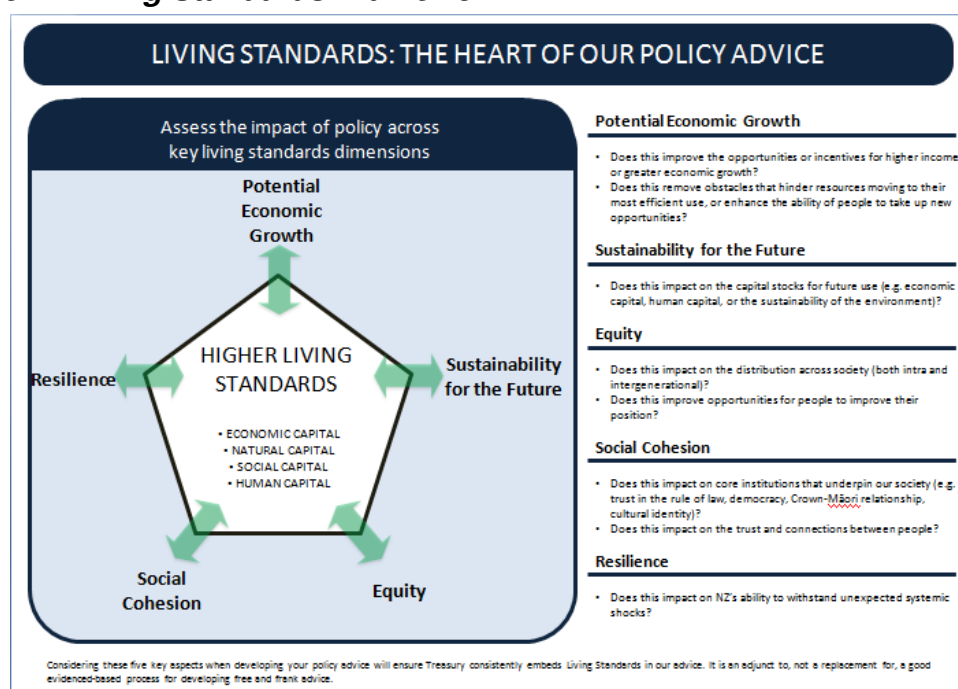 LIVING STANDARDS: THE HEART OF OUR POLICY ADVICE
Assess the impact of policy across
key living standards dimensions
Potential
Economic
Growth
Resilience
HIGHER LIVING
STANDARDS
Sustainability
for the Future
• ECONOMIC CAPITAL
• NATURAL CAPITAL
• SOCIAL CAPITAL
• HUMAN CAPITAL
Social
Cohesion
Equity
Potential Economic Growth
• Does this improve the opportunities or incentives for higher income
or greater economic growth?
• Does this remove obstacles that hinder resources moving to their
most efficient use, or enhance the ability of people to take up new
opportunities?
Sustainability for the Future
• Does this impact on the capital stocks for future use (e.g. economic
capital, human capital, or the sustainability of the environment)?
Equity
• Does this impact on the distribution across society (both intra and
intergenerational)?
• Does this improve opportunities for people to improve their
position?
Social Cohesion
• Does this impact on core institutions that underpin our society (e.g.
trust in the rule of law, democracy, Crown-Māori relationship,
cultural identity)?
• Does this impact on the trust and connections between people?
Resilience
• Does this impact on NZ's ability to withstand unexpected systemic
shocks?
Considering these five key aspects when developing your policy advice will ensure Treasury consistently embeds Living Standards in our advice. It is an adjunct to, not a replacement for, a good
evidenced-based process for developing free and frank advice.